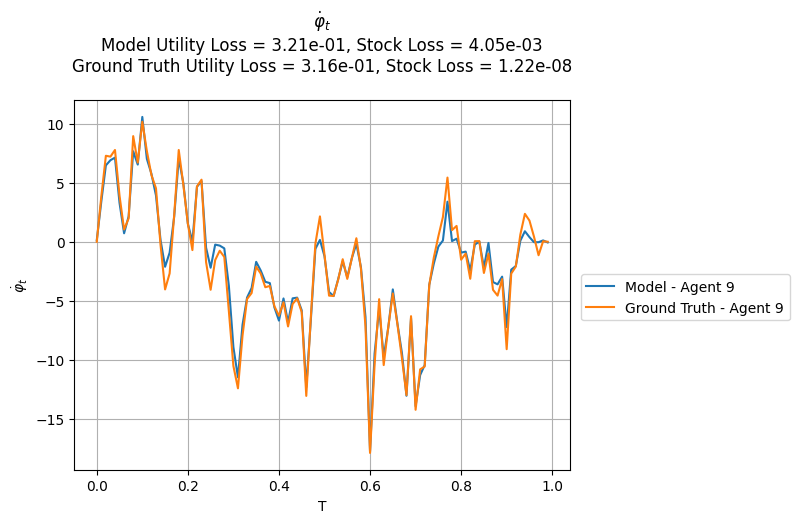 φ̇ₜ
Model Utility Loss = 3.21e-01, Stock Loss = 4.05e-03
Ground Truth Utility Loss = 3.16e-01, Stock Loss = 1.22e-08
10
5
0
−5
−10
−15
φ̇ₜ
0.0
0.2
0.4
0.6
0.8
1.0
T
Model - Agent 9
Ground Truth - Agent 9